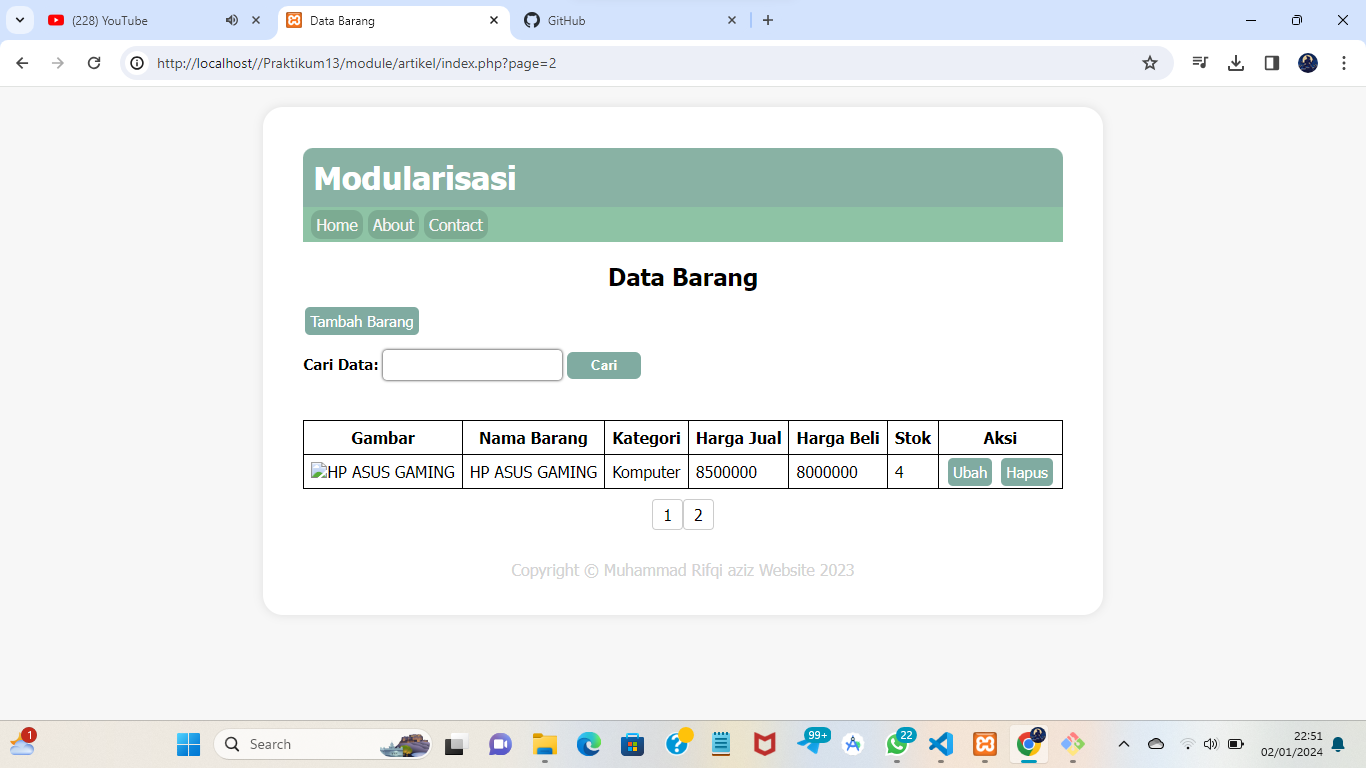 (228) YouTube
Data Barang
GitHub
http://localhost//Praktikum13/module/artikel/index.php?page=2
Modularisasi
Home About Contact
Data Barang
Tambah Barang
Cari Data: Cari
Gambar Nama Barang Kategori Harga Jual Harga Beli Stok Aksi
HP ASUS GAMING HP ASUS GAMING Komputer 8500000 8000000 4 Ubah Hapus
1 2
Copyright © Muhammad Rifqi aziz Website 2023
1
Search
99+
22
22:51
02/01/2024